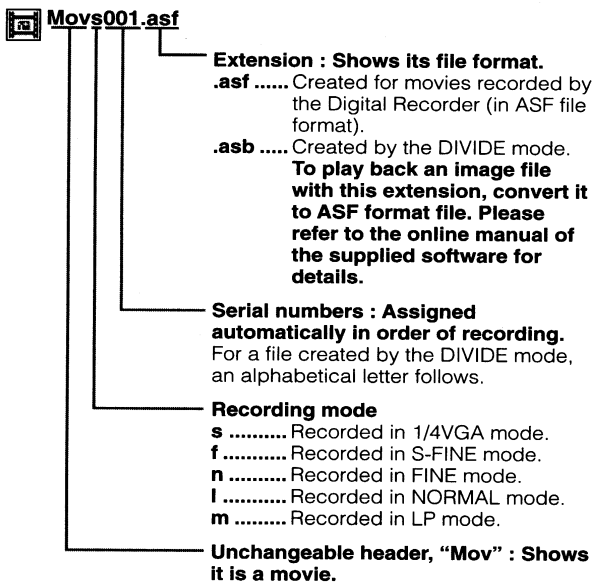 Movs001.asf
Extension : Shows its file format.
.asf ...... Created for movies recorded by
the Digital Recorder (in ASF file
format).
.asb ..... Created by the DIVIDE mode.
To play back an image file
with this extension, convert it
to ASF format file. Please
refer to the online manual of
the supplied software for
details.
Serial numbers : Assigned
automatically in order of recording.
For a file created by the DIVIDE mode,
an alphabetical letter follows.
Recording mode
s .......... Recorded in 1/4VGA mode.
f ........... Recorded in S-FINE mode.
n .......... Recorded in FINE mode.
l ........... Recorded in NORMAL mode.
m ......... Recorded in LP mode.
Unchangeable header, “Mov” : Shows
it is a movie.